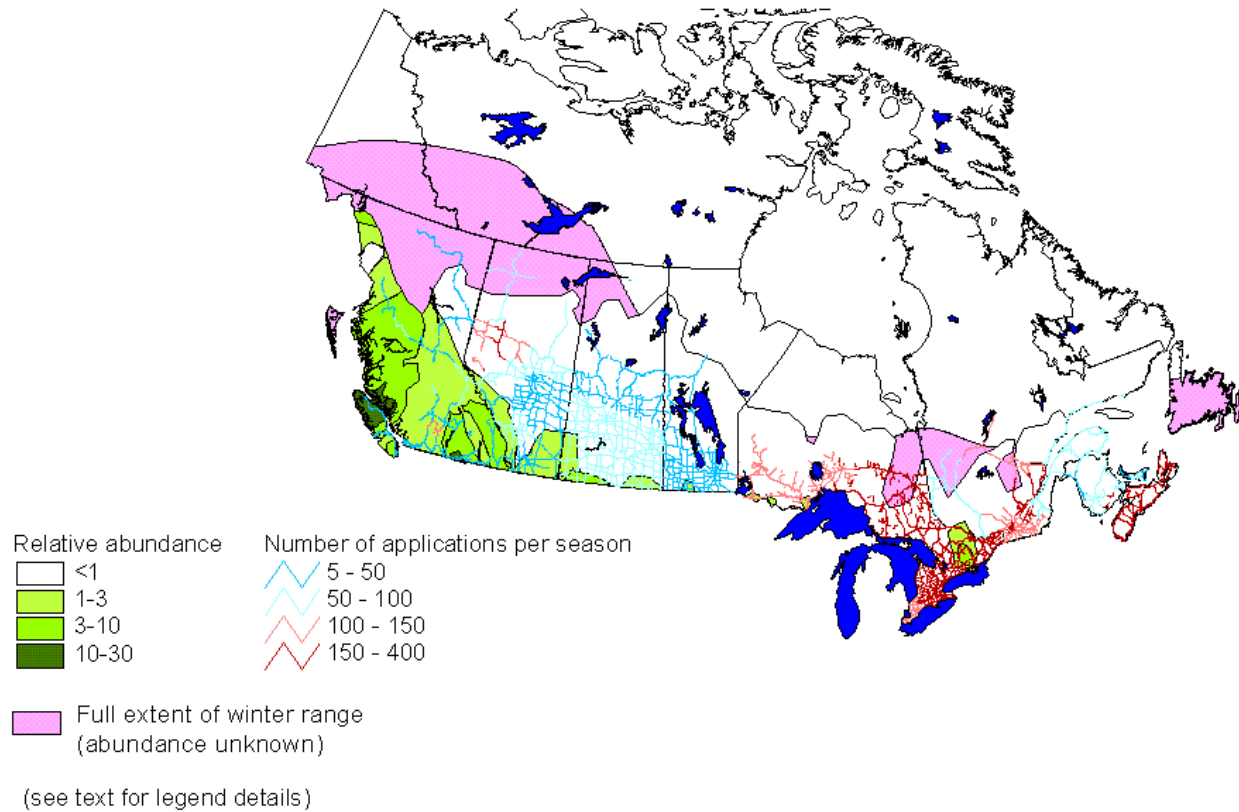 Relative abundance
<1
1-3
3-10
10-30
Number of applications per season
5 - 50
50 - 100
100 - 150
150 - 400
Full extent of winter range
(abundance unknown)
(see text for legend details)